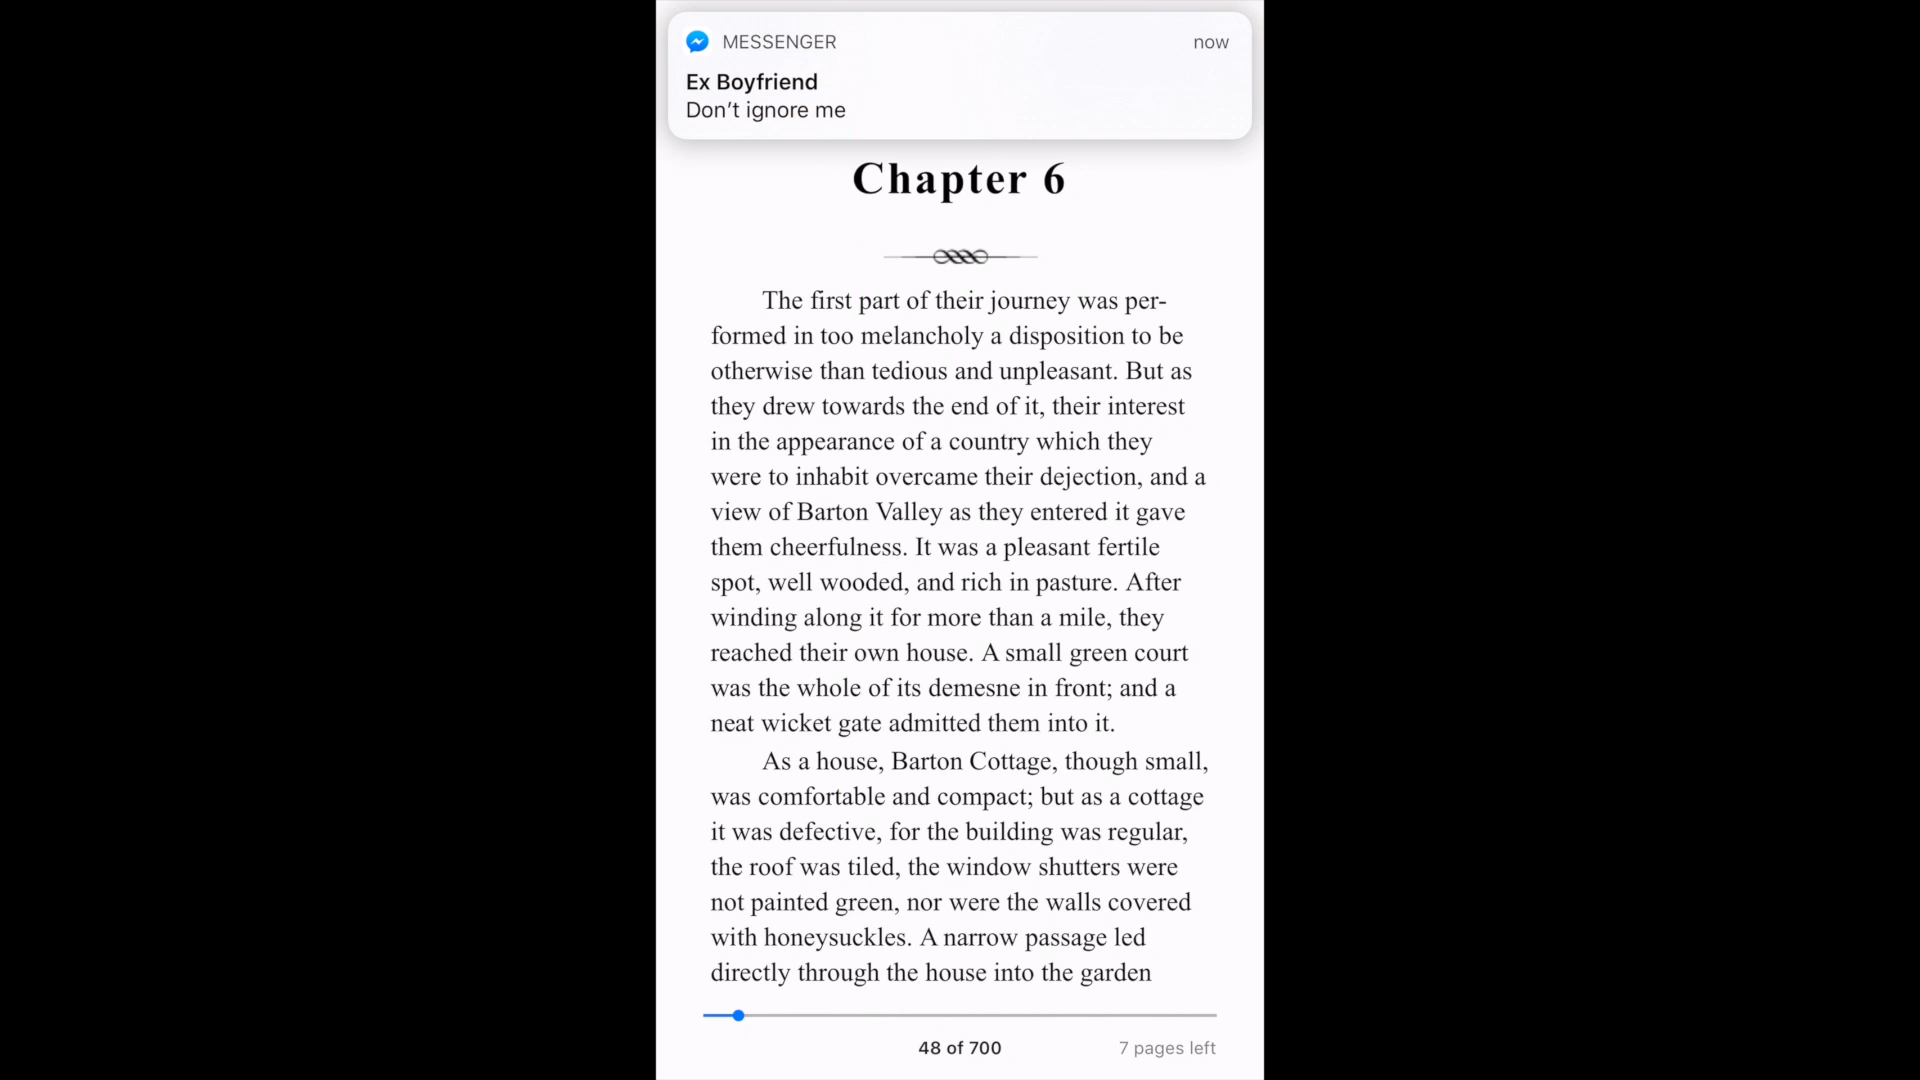 MESSENGER
now
Ex Boyfriend
Don’t ignore me
Chapter 6
The first part of their journey was per-
formed in too melancholy a disposition to be
otherwise than tedious and unpleasant. But as
they drew towards the end of it, their interest
in the appearance of a country which they
were to inhabit overcame their dejection, and a
view of Barton Valley as they entered it gave
them cheerfulness. It was a pleasant fertile
spot, well wooded, and rich in pasture. After
winding along it for more than a mile, they
reached their own house. A small green court
was the whole of its demesne in front; and a
neat wicket gate admitted them into it.
As a house, Barton Cottage, though small,
was comfortable and compact; but as a cottage
it was defective, for the building was regular,
the roof was tiled, the window shutters were
not painted green, nor were the walls covered
with honeysuckles. A narrow passage led
directly through the house into the garden
48 of 700
7 pages left